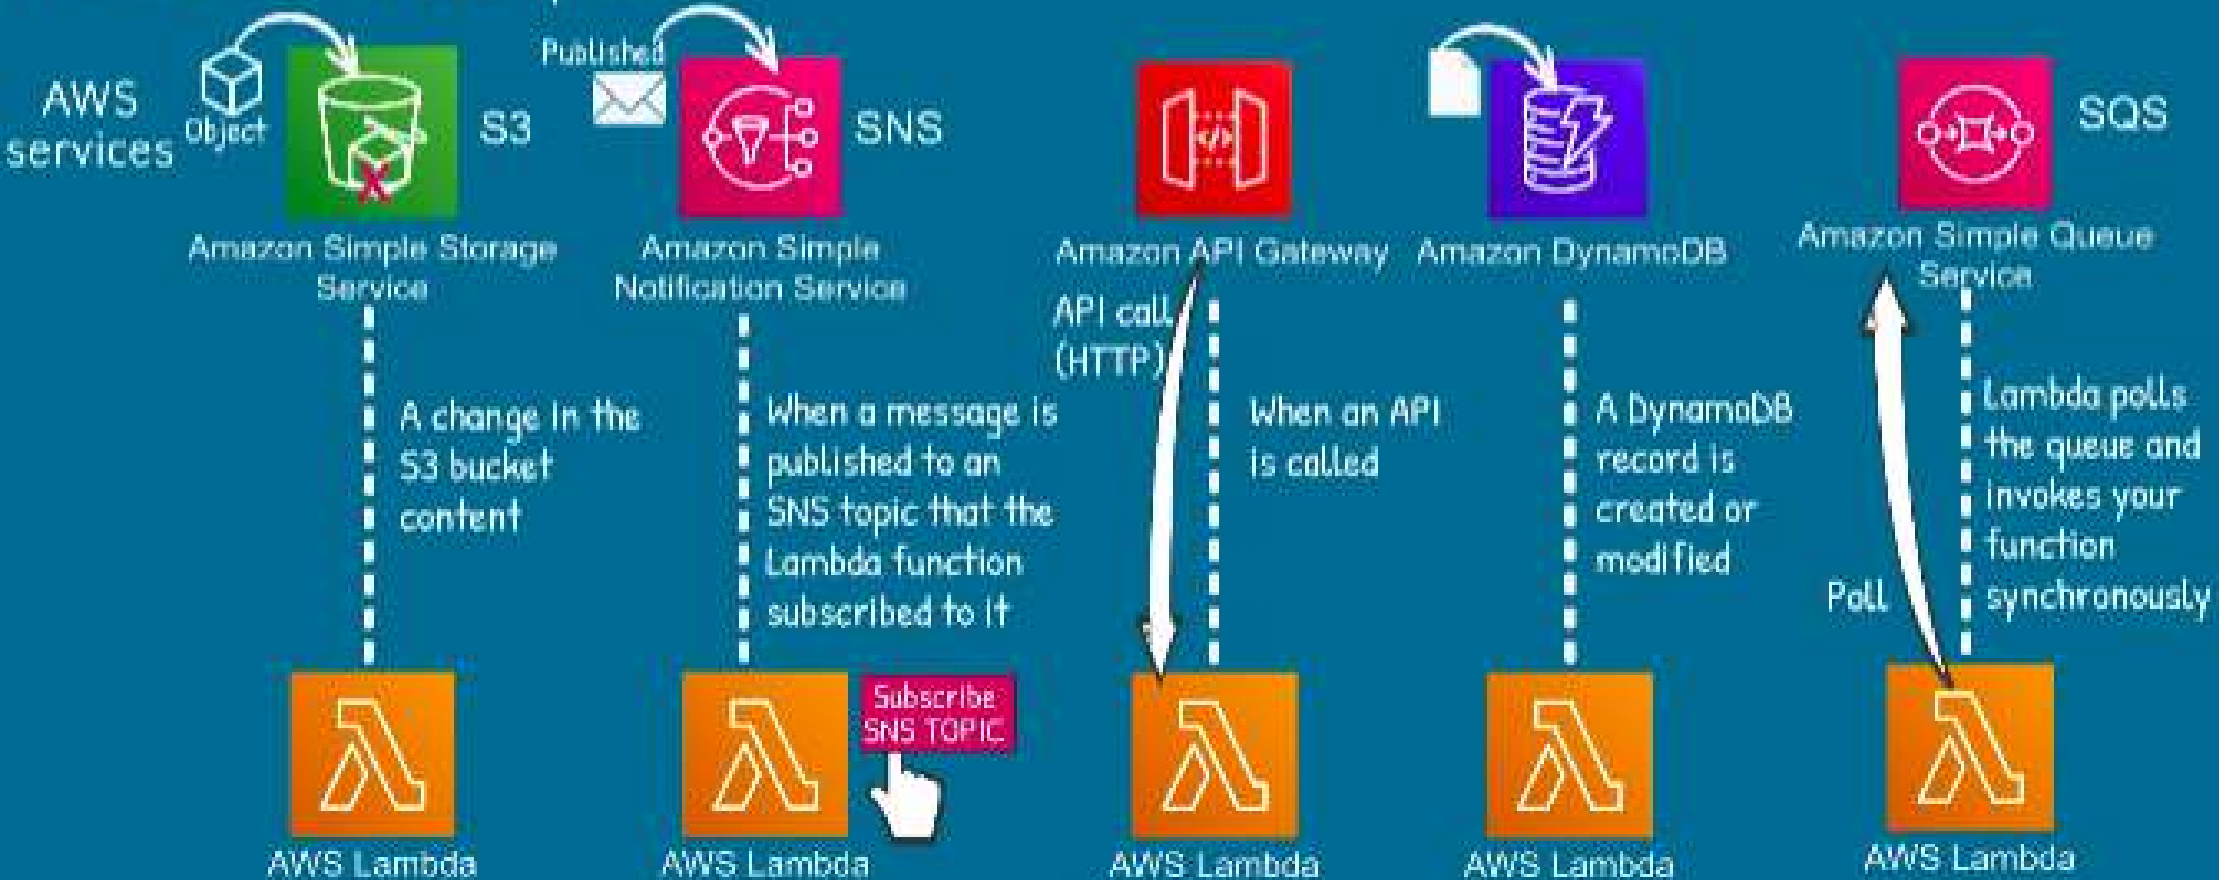 AWS
services
Object
S3
Amazon Simple Storage
Service
A change in the
S3 bucket
content
AWS Lambda
Published
SNS
Amazon Simple
Notification Service
When a message is
published to an
SNS topic that the
Lambda function
subscribed to it
Subscribe
SNS TOPIC
AWS Lambda
</>
Amazon API Gateway
API call
(HTTP)
When an API
is called
AWS Lambda
Amazon DynamoDB
A DynamoDB
record is
created or
modified
AWS Lambda
SQS
Amazon Simple Queue
Service
Lambda polls
the queue and
invokes your
function
synchronously
Poll
AWS Lambda